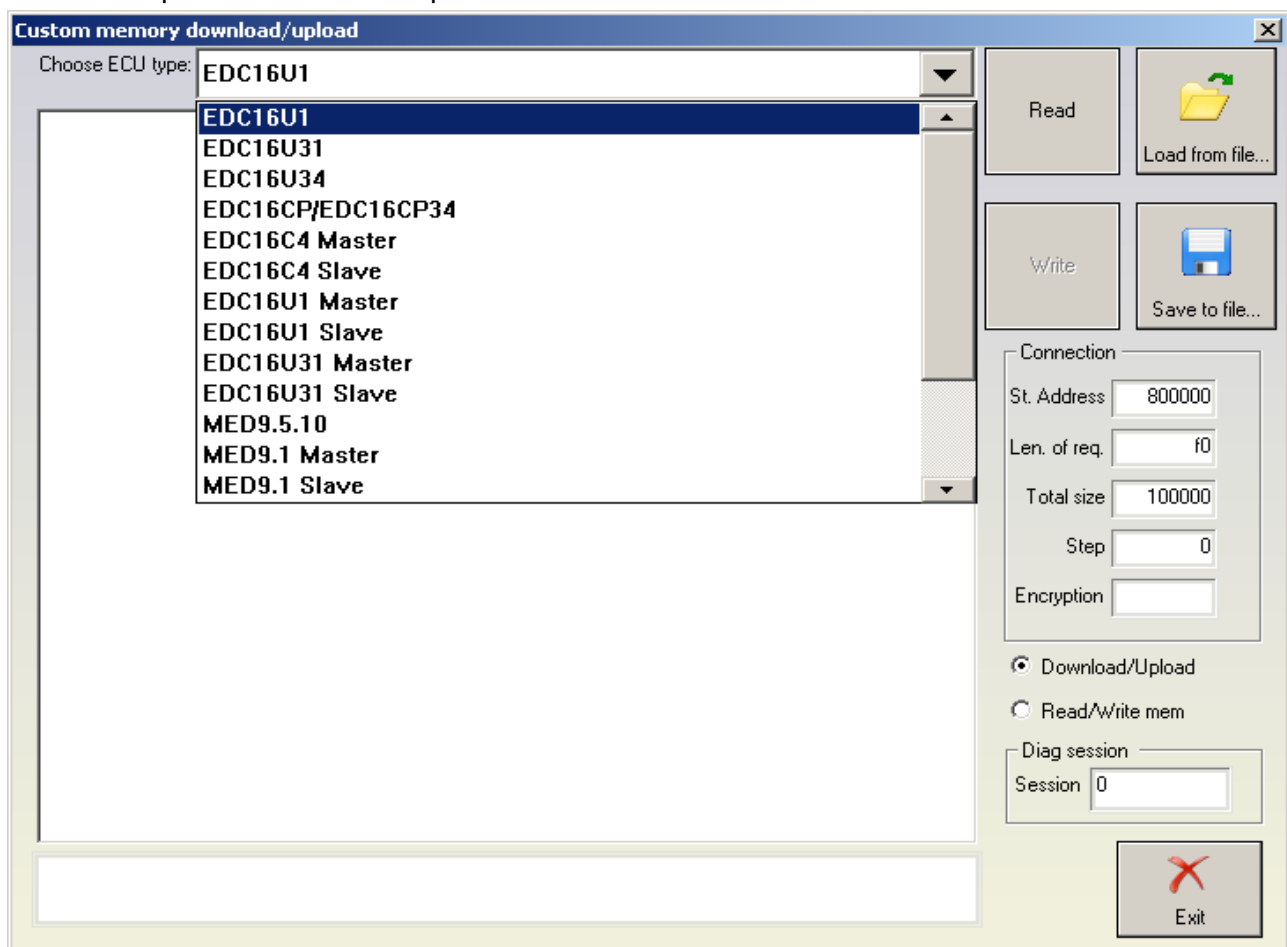 Custom memory download/upload
Choose ECU type: EDC16U1
EDC16U1
EDC16U31
EDC16U34
EDC16CP/EDC16CP34
EDC16C4 Master
EDC16C4 Slave
EDC16U1 Master
EDC16U1 Slave
EDC16U31 Master
EDC16U31 Slave
MED9.5.10
MED9.1 Master
MED9.1 Slave
Read
Load from file...
Write
Save to file...
Connection
St. Address 800000
Len. of req. f0
Total size 100000
Step 0
Encryption
Download/Upload
Read/Write mem
Diag session
Session 0
Exit